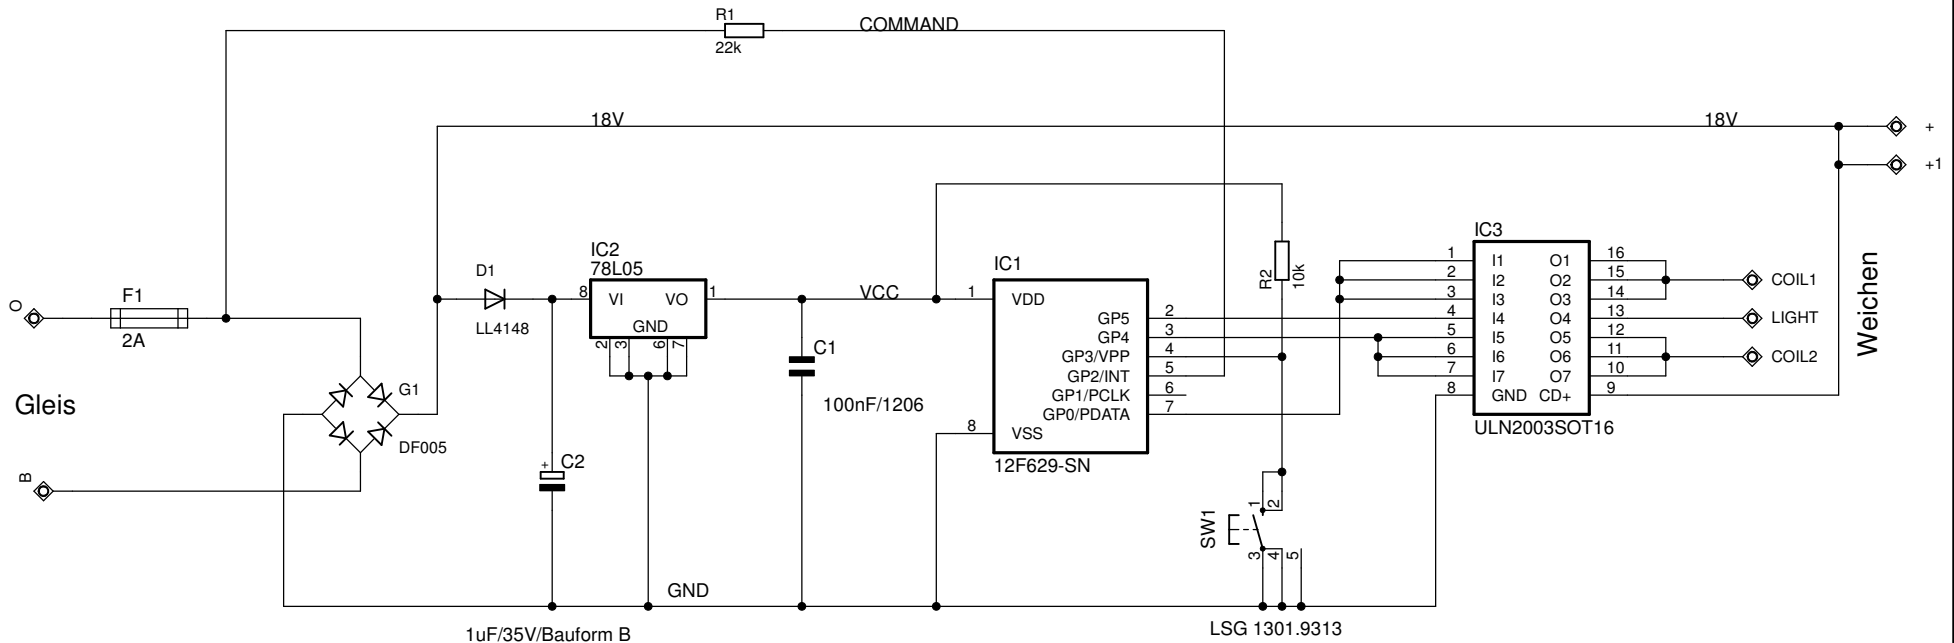 R1
22k
COMMAND
18V
18V
+
+1
O
F1
2A
D1
LL4148
IC2
78L05
8
VI
VO
1
GND
2
3
6
7
VCC
C1
100nF/1206
1
IC1
VDD
GP5
2
GP4
3
GP3/VPP
4
GP2/INT
5
GP1/PCLK
6
GP0/PDATA
7
8
VSS
12F629-SN
R2
10k
IC3
1
I1
O1
16
2
I2
O2
15
3
I3
O3
14
4
I4
O4
13
5
I5
O5
12
6
I6
O6
11
7
I7
O7
10
8
GND
CD+
9
ULN2003SOT16
COIL1
LIGHT
COIL2
Weichen
Gleis
G1
DF005
B
+
C2
SW1
1
2
3
4
5
GND
1uF/35V/Bauform B
LSG 1301.9313